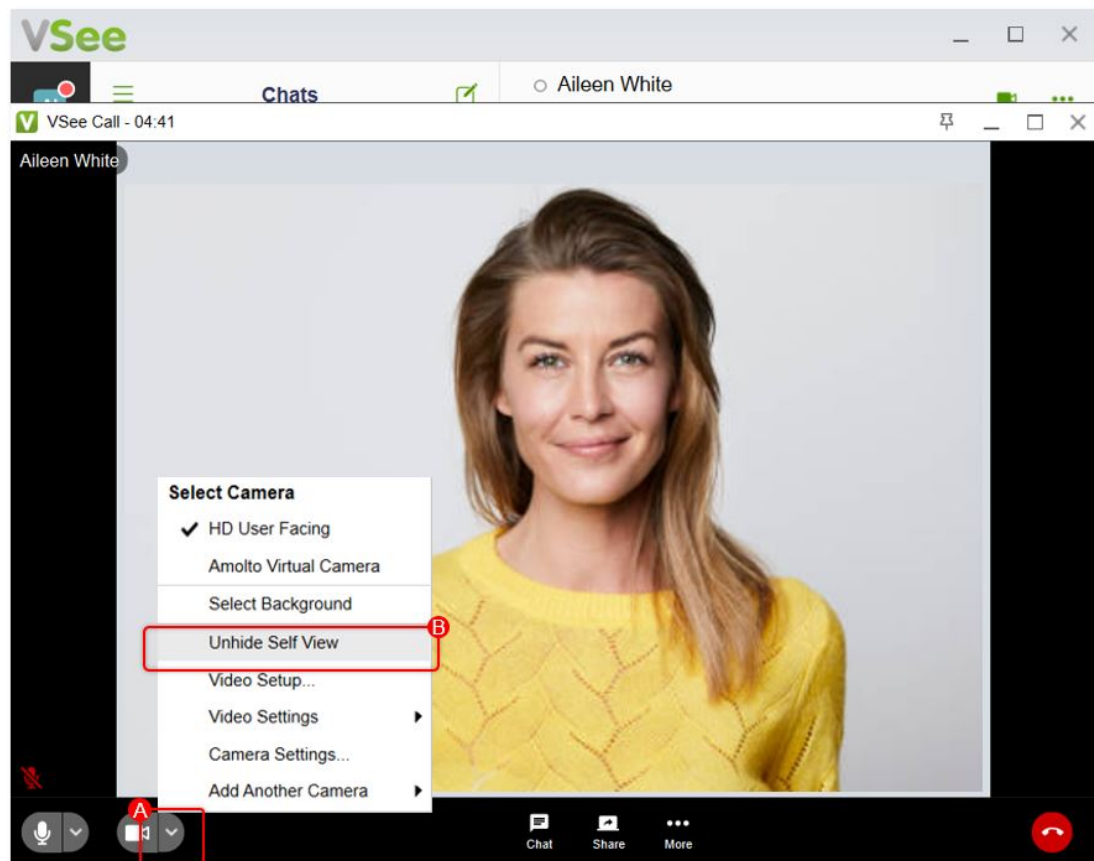 VSee
Chats
Aileen White
V VSee Call - 04:41
Aileen White
Select Camera
HD User Facing
Amolto Virtual Camera
Select Background
B
Unhide Self View
Video Setup...
Video Settings
Camera Settings...
Add Another Camera
A
Chat
Share
More